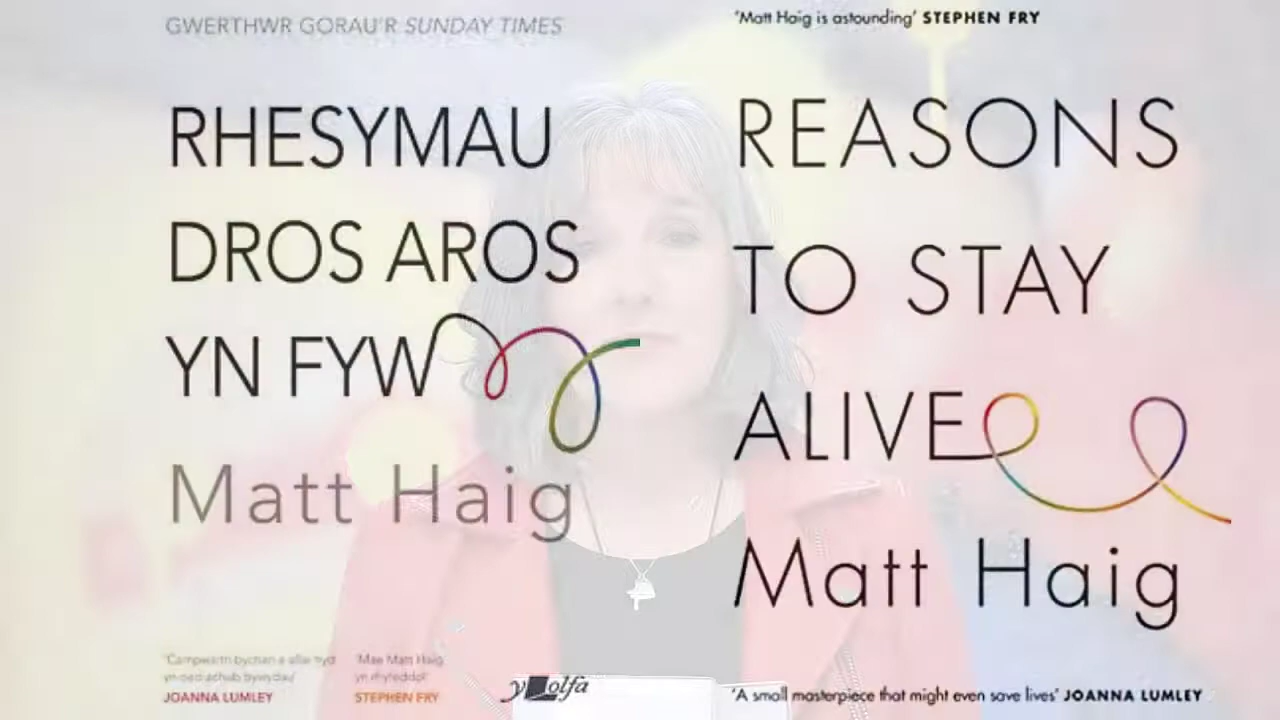 GWERTHWR GORAU'R SUNDAY TIMES
RHESYMAU
DROS AROS
YN FYW
Matt Haig
'Campwaith bychan a allai hyd
yn oed achub bywydau'
JOANNA LUMLEY
'Mae Matt Haig
yn rhyfeddol'
STEPHEN FRY
y Lolfa
'Matt Haig is astounding' STEPHEN FRY
REASONS
TO STAY
ALIVE
Matt Haig
'A small masterpiece that might even save lives' JOANNA LUMLEY